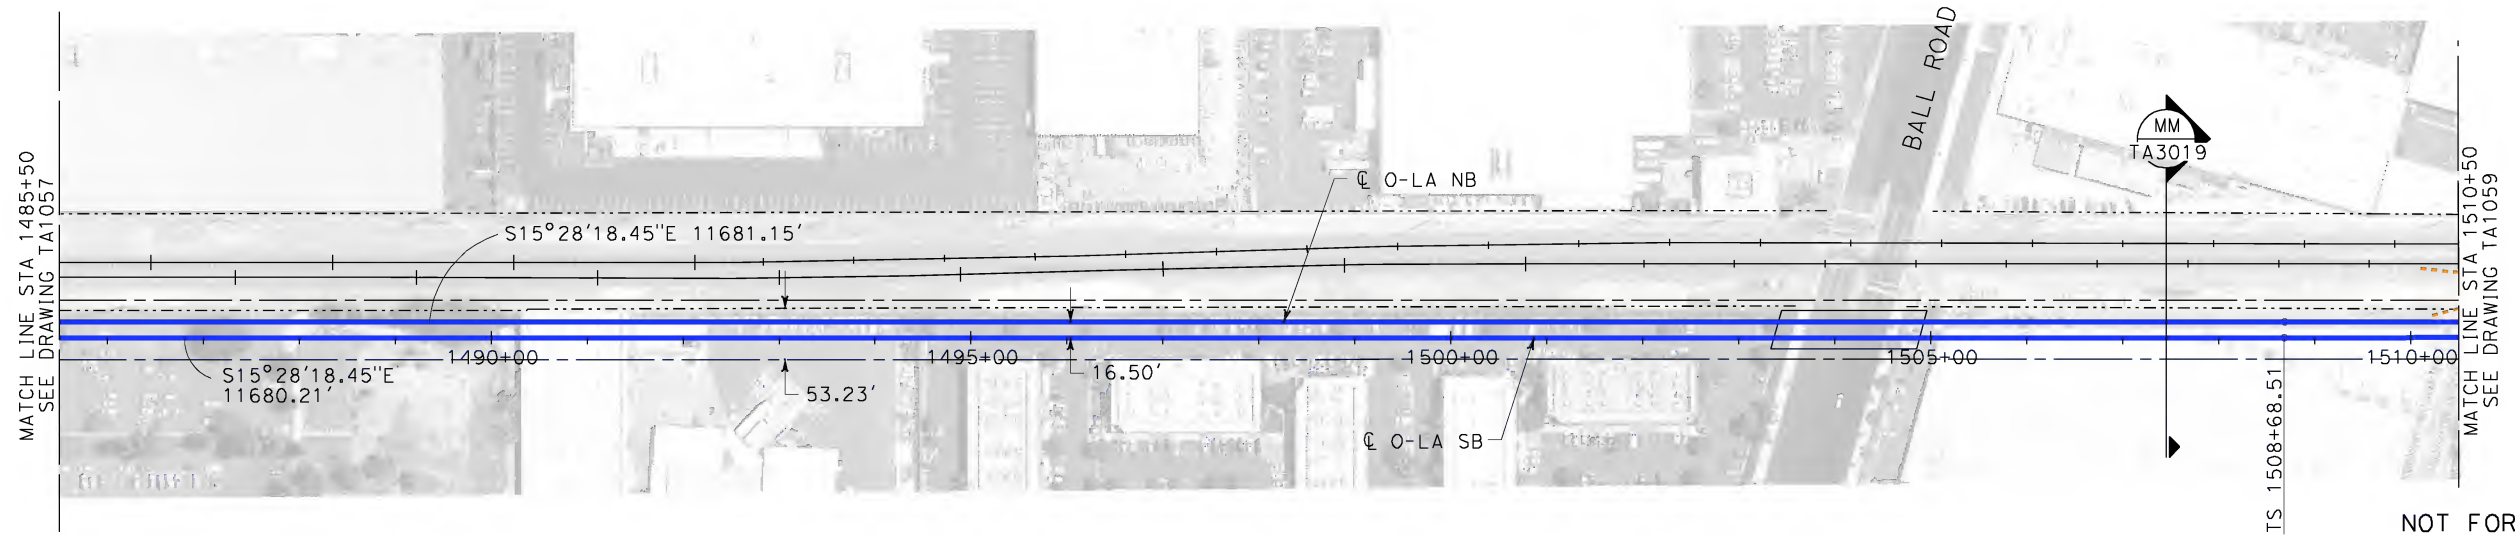 MATCH LINE STA 1485+50
SEE DRAWING TA1057
S15°28'18.45"E 11681.15'
S15°28'18.45"E
11680.21'
1490+00
53.23'
1495+00
16.50'
℄ O-LA NB
℄ O-LA SB
1500+00
BALL ROAD
1505+00
MM
TA3019
TS 1508+68.51
1510+00
MATCH LINE STA 1510+50
SEE DRAWING TA1059
NOT FOR